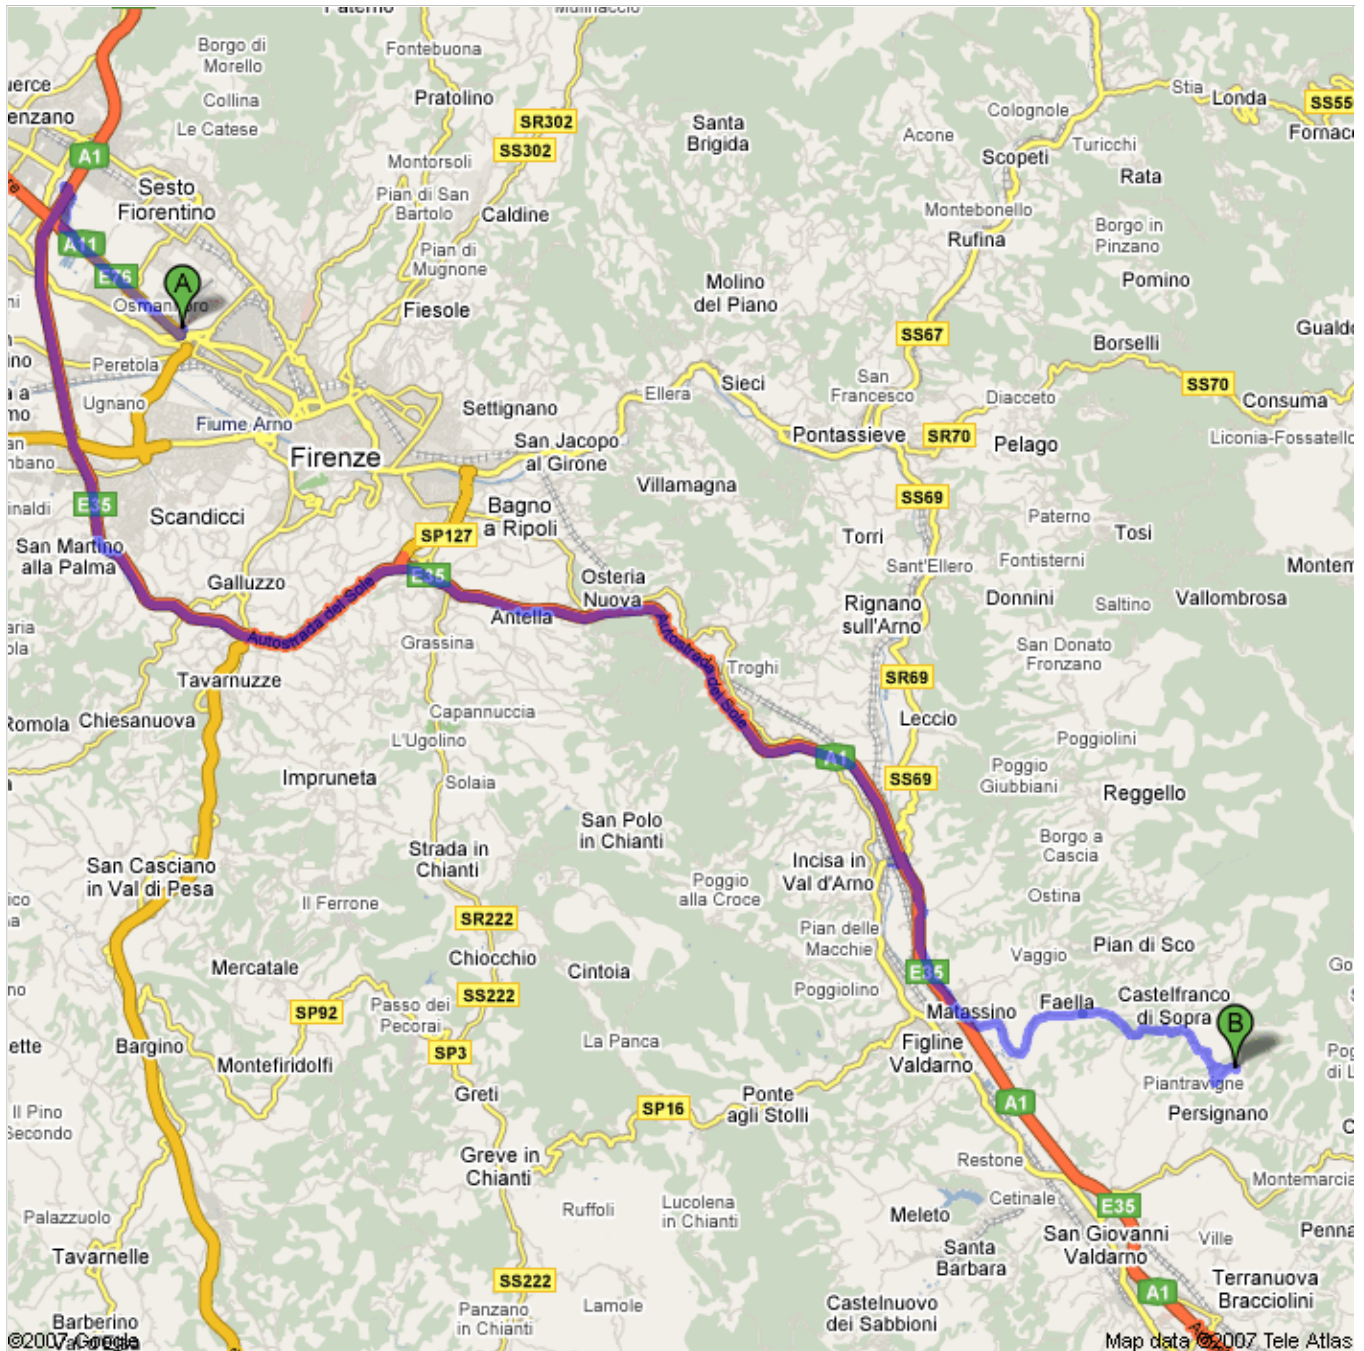 Borgo di
Morello
Fontebuona
Collina
Pratolino
Le Catese
SR302
SS302
Santa
Brigida
Acone
Colognole
Stia
Londa
Scopeti
Turicchi
Rata
A1
Montorsoli
Sesto
Fiorentino
Pian di San
Bartolo
Caldine
Montebonello
Borgo in
Pinzano
Rufina
Pomino
A11
E76
Pian di
Mugnone
A
Fiesole
Molino
del Piano
SS67
Borselli
Peretola
Ugnano
Fiume Arno
Settignano
Ellera
Sieci
San
Francesco
Diacceto
SS70
Consuma
San Jacopo
al Girone
Pontassieve
SR70
Pelago
Liconia-Fossatello
Firenze
Villamagna
SS69
E35
Scandicci
Bagno
a Ripoli
Paterno
Tosi
San Martino
alla Palma
SP127
Torri
Fontisterni
Sant'Ellero
Galluzzo
E35
Osteria
Nuova
Rignano
sull'Arno
Donnini
Saltino
Vallombrosa
Autostrada del Sole
Antella
Autostrada del Sole
Grassina
Troghi
San Donato
Fronzano
Tavarnuzze
SR69
Romola
Chiesanuova
Capannuccia
Leccio
L'Ugolino
A1
Poggiolini
Impruneta
Solaia
SS69
Poggio
Giubbiani
Reggello
San Polo
in Chianti
Borgo a
Cascia
Strada in
Chianti
San Casciano
in Val di Pesa
Incisa in
Val d'Arno
Poggio
alla Croce
Ostina
Il Ferrone
SR222
Pian delle
Macchie
Vaggio
Pian di Sco
Chiocchio
Mercatale
Cintoia
E35
SS222
Poggiolino
Faella
Castelfranco
di Sopra
SP92
Passo dei
Pecorai
Matassino
B
Bargino
SP3
La Panca
Figline
Valdarno
Montefiridolfi
Piantravigne
Greti
Ponte
agli Stolli
SP16
A1
Persignano
Il Pino
Greve in
Chianti
Restone
Cetinale
E35
Palazzuolo
Ruffoli
Lucolena
in Chianti
Meleto
San Giovanni
Valdarno
Ville
Tavarnelle
Santa
Barbara
SS222
A1
Terranuova
Bracciolini
Barberino
Panzano
in Chianti
Lamole
Castelnuovo
dei Sabbioni
©2007 Google
Map data ©2007 Tele Atlas